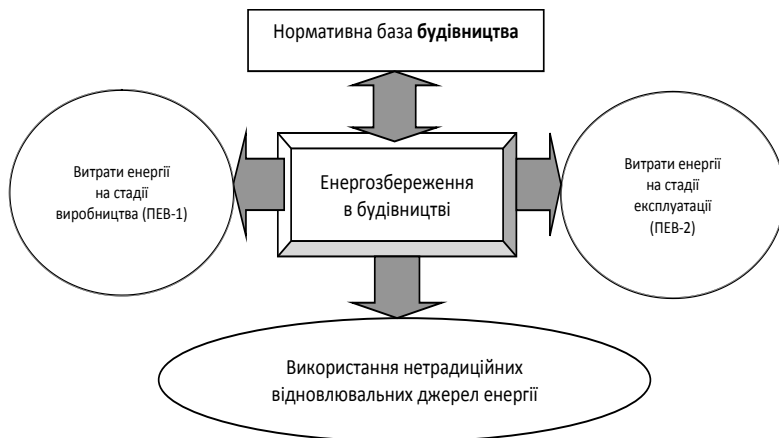 Нормативна база будівництва
Витрати енергії
на стадії
виробництва (ПЕВ-1)
Енергозбереження
в будівництві
Витрати енергії
на стадії
експлуатації
(ПЕВ-2)
Використання нетрадиційних
відновлювальних джерел енергії